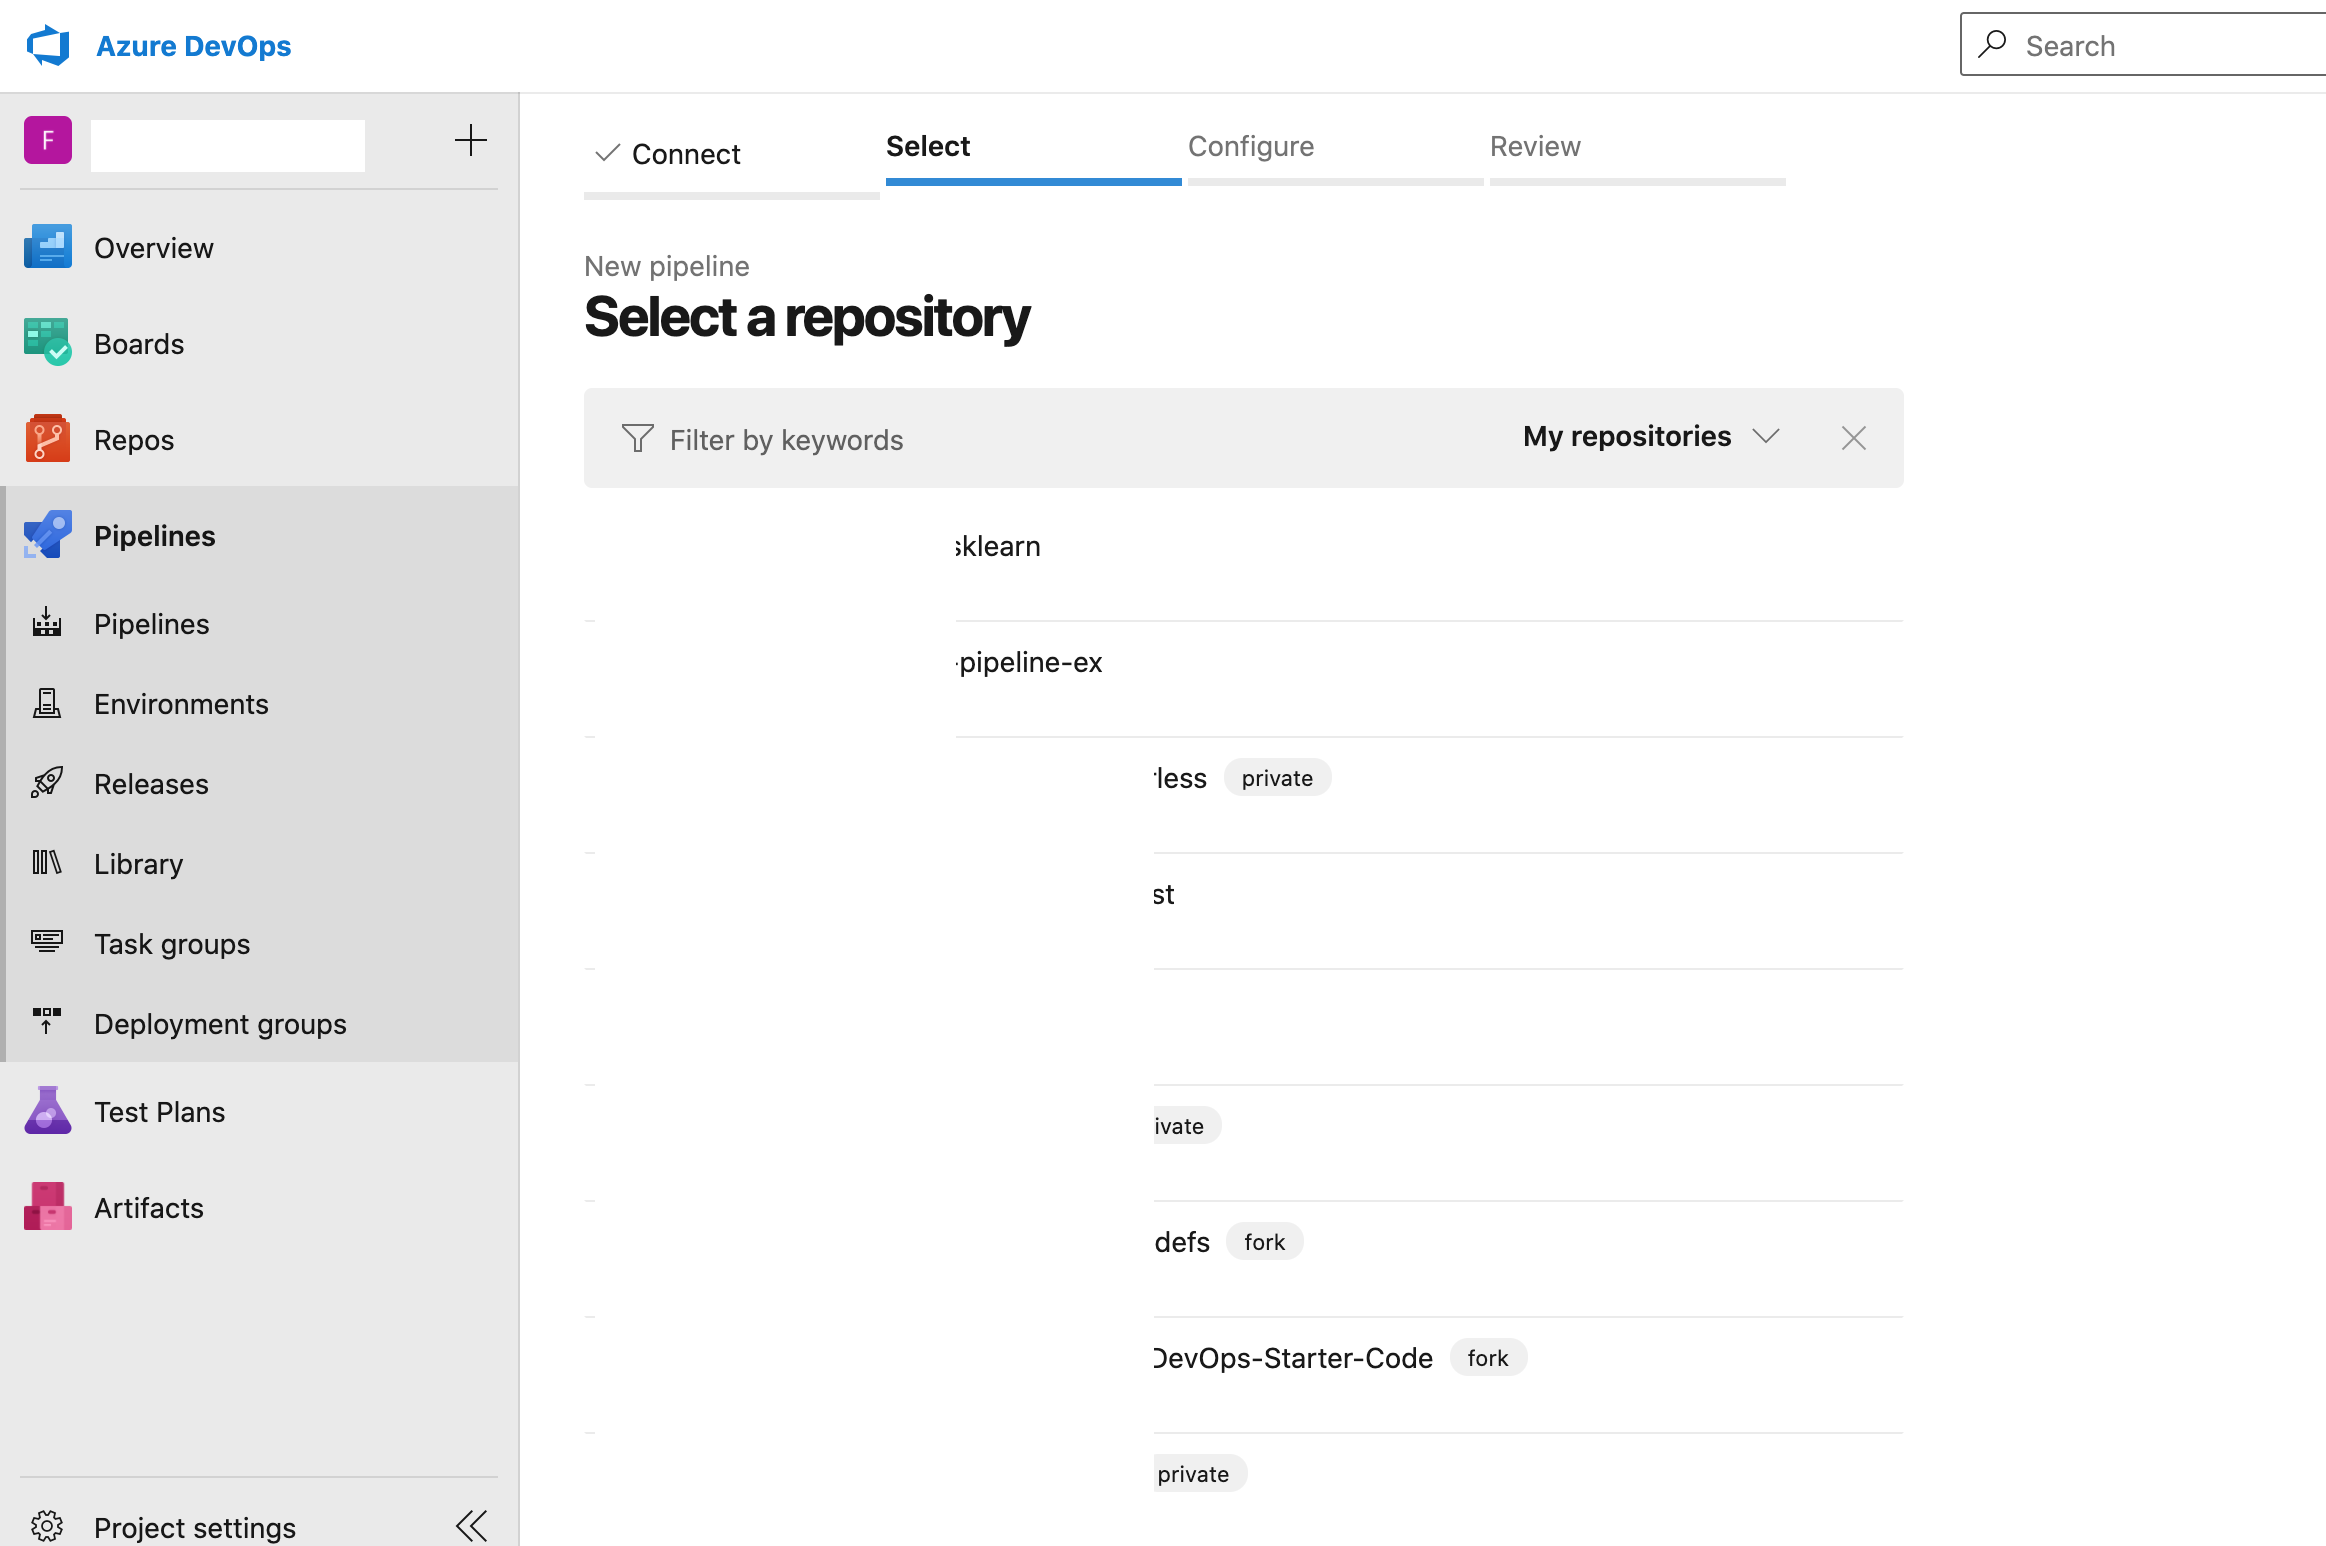 Azure DevOps
Search
F
Connect
Select
Configure
Review
Overview
Boards
Repos
Pipelines
Pipelines
Environments
Releases
Library
Task groups
Deployment groups
Test Plans
Artifacts
Project settings
New pipeline
Select a repository
Filter by keywords
My repositories
sklearn
-pipeline-ex
rless private
st
ivate
defs fork
DevOps-Starter-Code fork
private